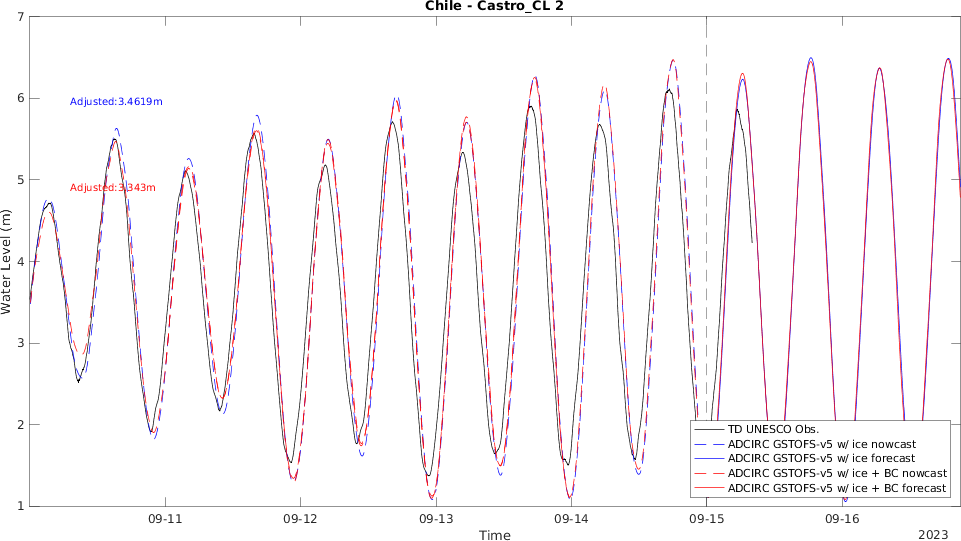 Chile - Castro_CL 2
7
6
5
4
3
2
1
Water Level (m)
Adjusted:3.4619m
Adjusted:3.343m
TD UNESCO Obs.
ADCIRC GSTOFS-v5 w/ ice nowcast
ADCIRC GSTOFS-v5 w/ ice forecast
ADCIRC GSTOFS-v5 w/ ice + BC nowcast
ADCIRC GSTOFS-v5 w/ ice + BC forecast
09-11
09-12
09-13
09-14
09-15
09-16
Time
2023